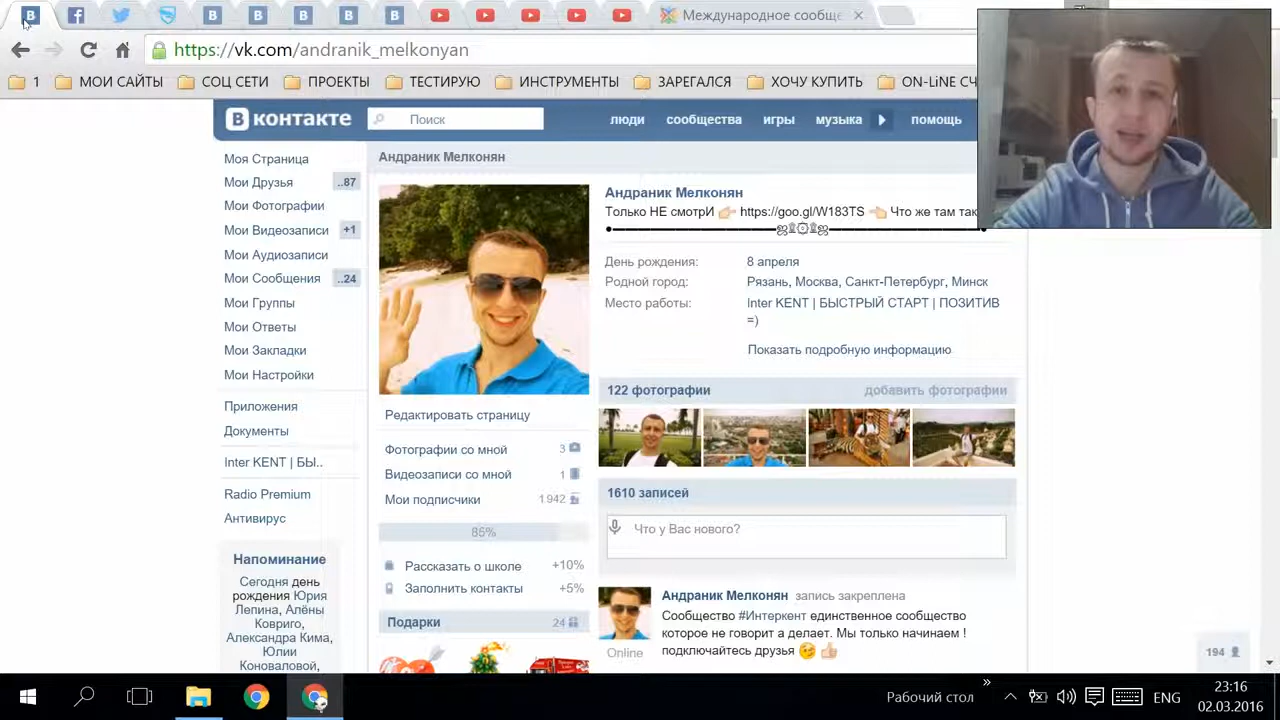 Международное сообще
https://vk.com/andranik_melkonyan
1 МОИ САЙТЫ СОЦ СЕТИ ПРОЕКТЫ ТЕСТИРУЮ ИНСТРУМЕНТЫ ЗАРЕГАЛСЯ ХОЧУ КУПИТЬ ON-LiNE СЧ
В контакте Поиск люди сообщества игры музыка помощь
Моя Страница
Мои Друзья ..87
Мои Фотографии
Мои Видеозаписи +1
Мои Аудиозаписи
Мои Сообщения ..24
Мои Группы
Мои Ответы
Мои Закладки
Мои Настройки
Приложения
Документы
Inter KENT | БЫ..
Radio Premium
Антивирус
Напоминание
Сегодня день
рождения Юрия
Лепина, Алёны
Ковриго,
Александра Кима,
Юлии
Коноваловой,
Андраник Мелконян
Редактировать страницу
Фотографии со мной 3
Видеозаписи со мной 1
Мои подписчики 1 942
86%
Рассказать о школе +10%
Заполнить контакты +5%
Подарки 24
Андраник Мелконян
Только НЕ смотрИ 👉 https://goo.gl/W183TS 👈 Что же там так
День рождения: 8 апреля
Родной город: Рязань, Москва, Санкт-Петербург, Минск
Место работы: Inter KENT | БЫСТРЫЙ СТАРТ | ПОЗИТИВ
=)
Показать подробную информацию
122 фотографии добавить фотографии
1610 записей
Что у Вас нового?
Андраник Мелконян запись закреплена
Сообщество #Интеркент единственное сообщество
которое не говорит а делает. Мы только начинаем !
подключайтесь друзья
Online
194
Рабочий стол » ENG 23:16
02.03.2016